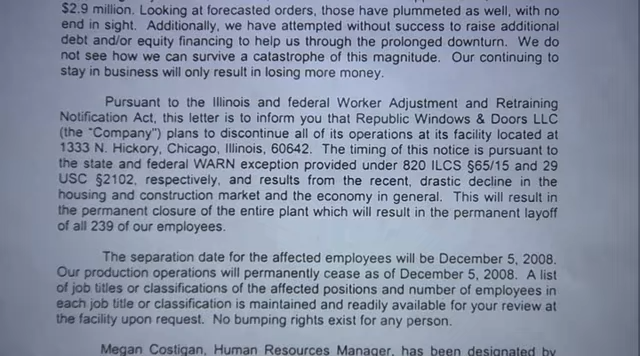 $2.9 million. Looking at forecasted orders, those have plummeted as well, with no
end in sight. Additionally, we have attempted without success to raise additional
debt and/or equity financing to help us through the prolonged downturn. We do
not see how we can survive a catastrophe of this magnitude. Our continuing to
stay in business will only result in losing more money.
Pursuant to the Illinois and federal Worker Adjustment and Retraining
Notification Act, this letter is to inform you that Republic Windows & Doors LLC
(the "Company") plans to discontinue all of its operations at its facility located at
1333 N. Hickory, Chicago, Illinois, 60642. The timing of this notice is pursuant to
the state and federal WARN exception provided under 820 ILCS §65/15 and 29
USC §2102, respectively, and results from the recent, drastic decline in the
housing and construction market and the economy in general. This will result in
the permanent closure of the entire plant which will result in the permanent layoff
of all 239 of our employees.
The separation date for the affected employees will be December 5, 2008.
Our production operations will permanently cease as of December 5, 2008. A list
of job titles or classifications of the affected positions and number of employees in
each job title or classification is maintained and readily available for your review at
the facility upon request. No bumping rights exist for any person.
Megan Costigan, Human Resources Manager, has been designated by